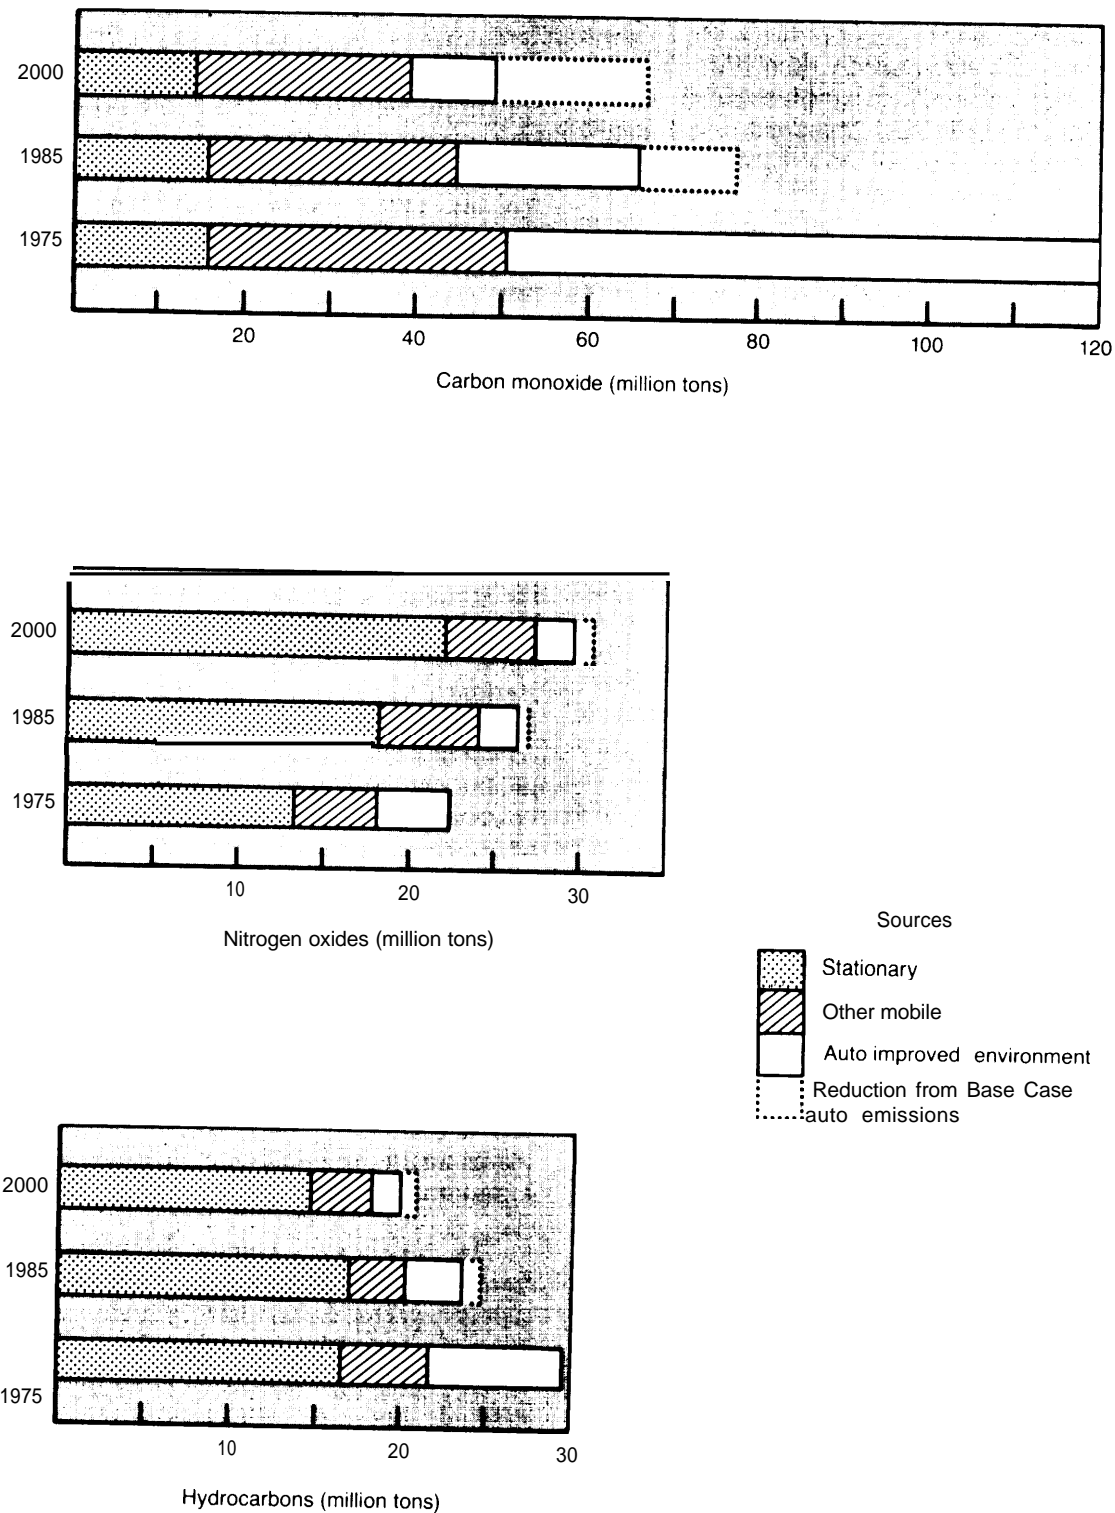 2000
1985
1975
20 40 60 80 100 120
Carbon monoxide (million tons)
2000
1985
1975
10 20 30
Nitrogen oxides (million tons)
Sources
Stationary
Other mobile
Auto improved environment
Reduction from Base Case
auto emissions
2000
1985
1975
10 20 30
Hydrocarbons (million tons)